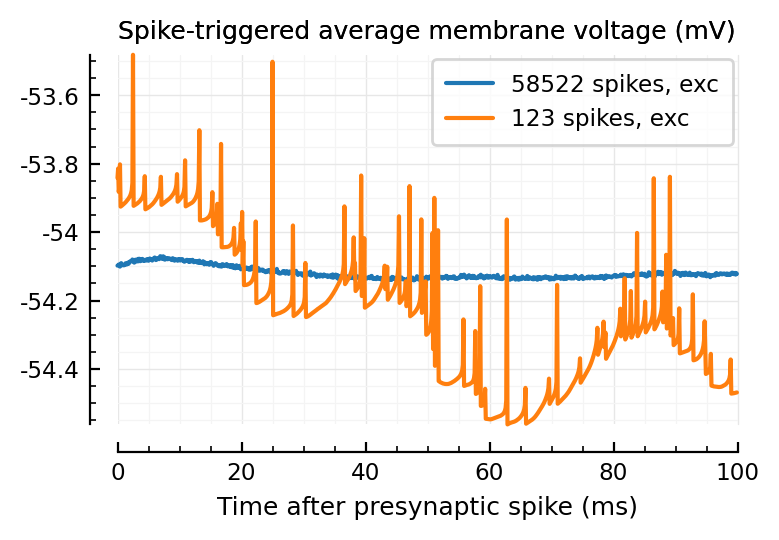 Spike-triggered average membrane voltage (mV)
58522 spikes, exc
123 spikes, exc
-53.6
-53.8
-54
-54.2
-54.4
0 20 40 60 80 100
Time after presynaptic spike (ms)